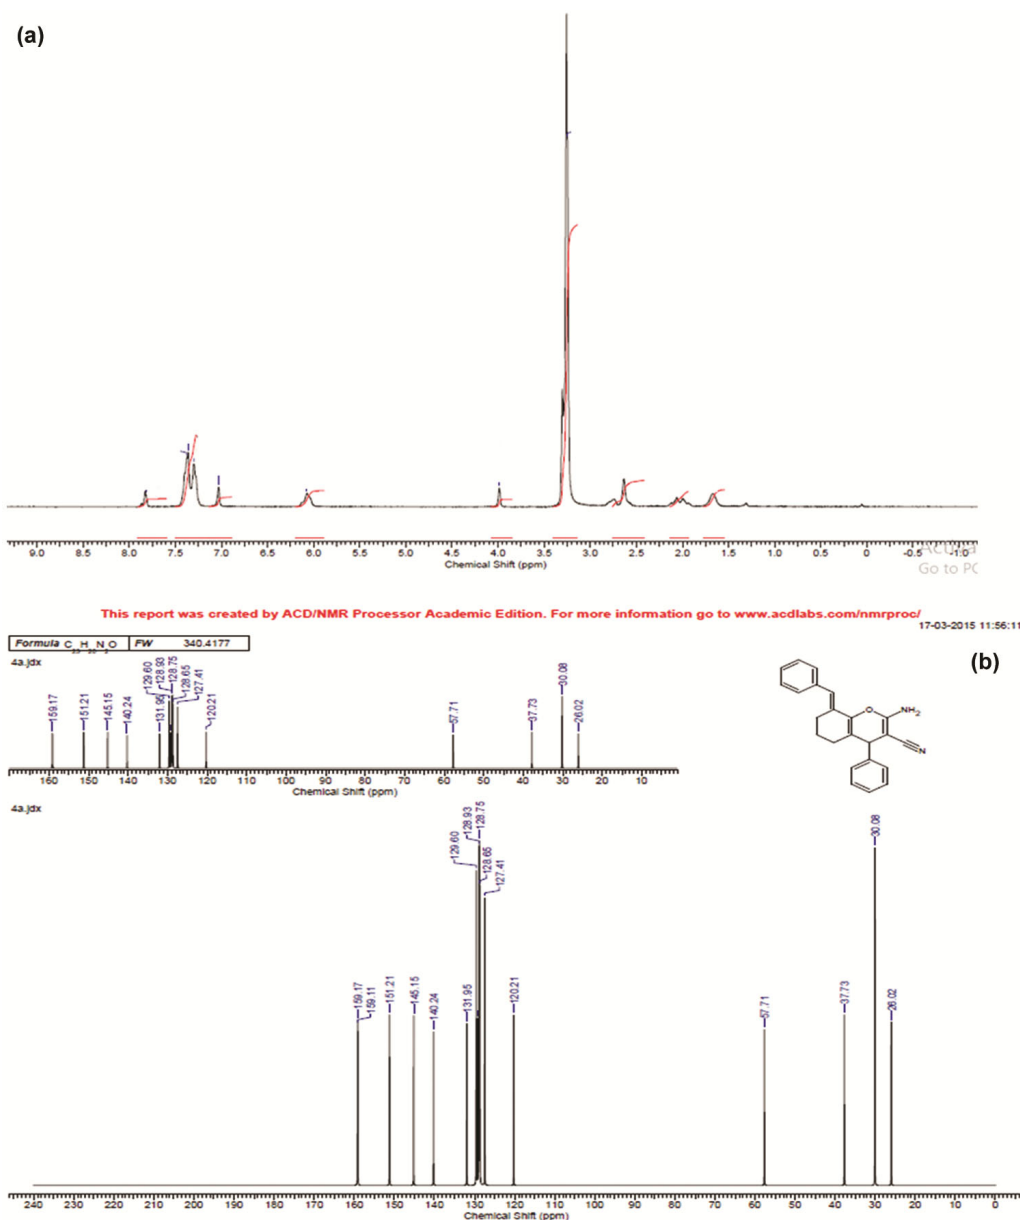 (a)
9.0 8.5 8.0 7.5 7.0 6.5 6.0 5.5 5.0 4.5 4.0 3.5 3.0 2.5 2.0 1.5 1.0 0.5 0 -0.5 -1.0
Chemical Shift (ppm)
Go to PC
This report was created by ACD/NMR Processor Academic Edition. For more information go to www.acdlabs.com/nmrproc/
17-03-2015 11:56:11
Formula C H N O FW 340.4177
(b)
4a.jdx
159.17 151.21 145.15 140.24 131.95 129.60 128.93 128.75 128.65 127.41 120.21 57.71 37.73 30.08 26.02
O NH2
N
160 150 140 130 120 110 100 90 80 70 60 50 40 30 20 10
Chemical Shift (ppm)
4a.jdx
159.17 159.11 151.21 145.15 140.24 131.95 129.60 128.93 128.75 128.65 127.41 120.21 57.71 37.73 30.08 26.02
240 230 220 210 200 190 180 170 160 150 140 130 120 110 100 90 80 70 60 50 40 30 20 10 0
Chemical Shift (ppm)